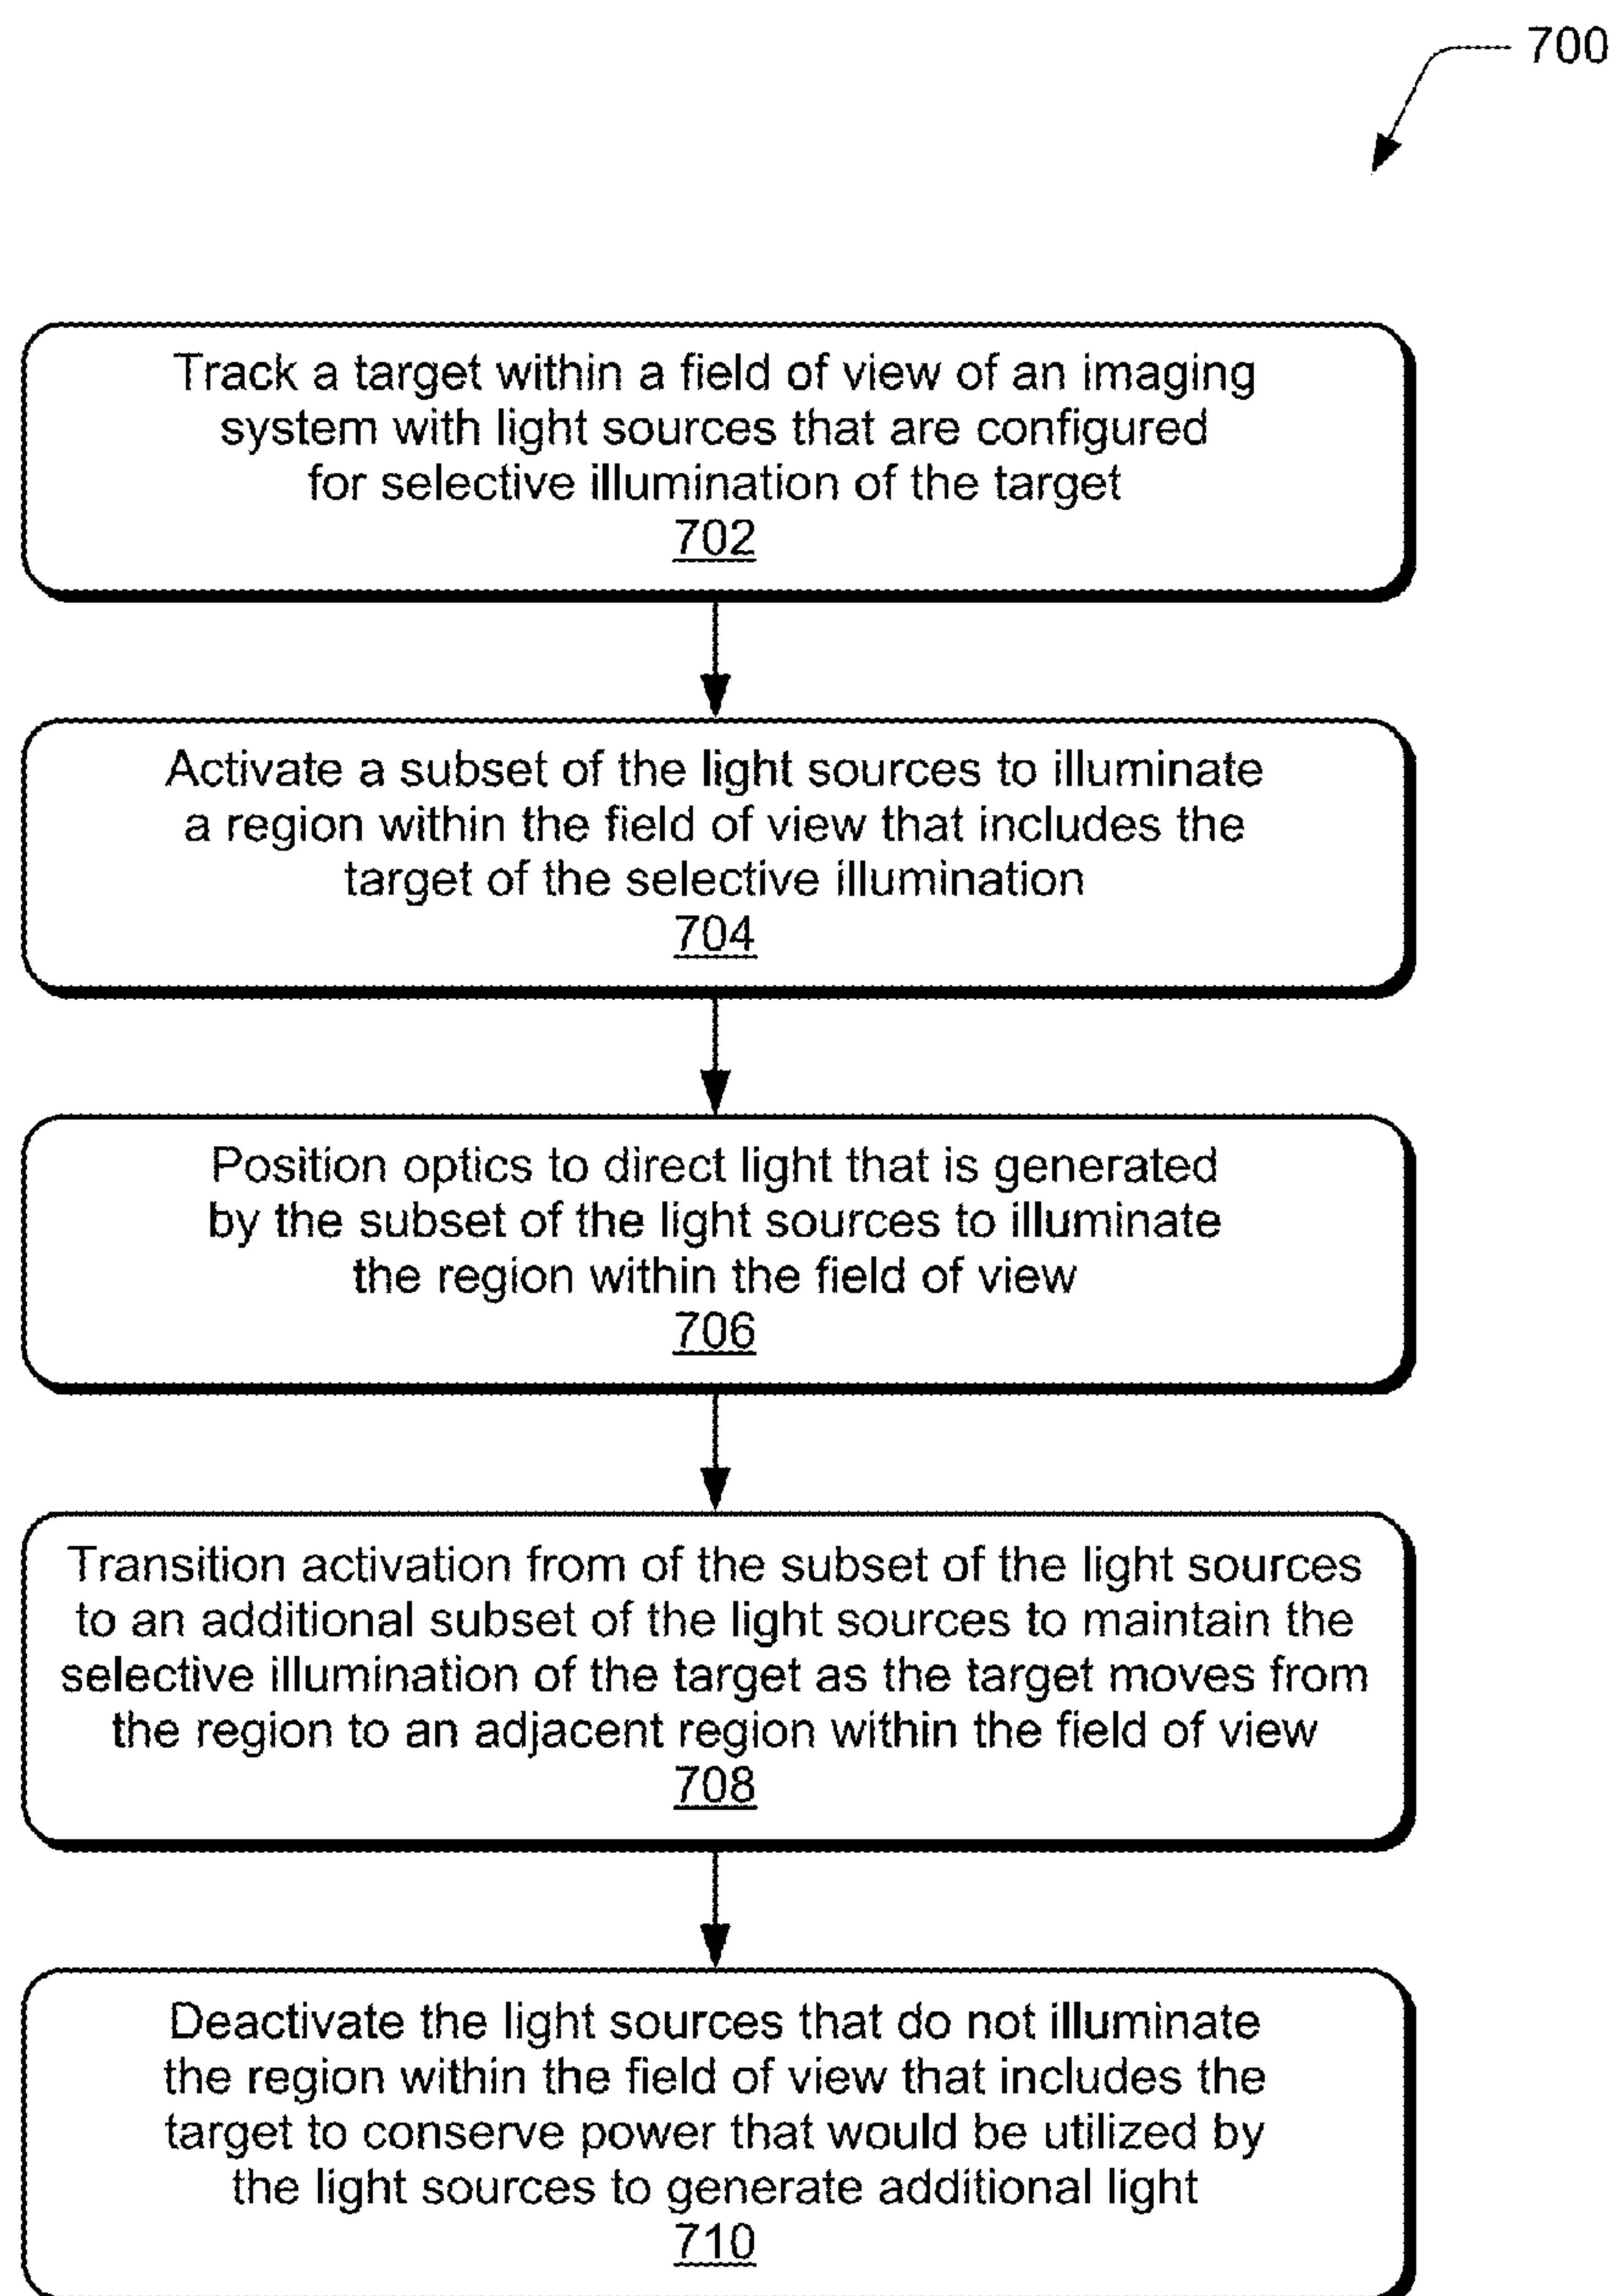 700
Track a target within a field of view of an imaging
system with light sources that are configured
for selective illumination of the target
702
Activate a subset of the light sources to illuminate
a region within the field of view that includes the
target of the selective illumination
704
Position optics to direct light that is generated
by the subset of the light sources to illuminate
the region within the field of view
706
Transition activation from of the subset of the light sources
to an additional subset of the light sources to maintain the
selective illumination of the target as the target moves from
the region to an adjacent region within the field of view
708
Deactivate the light sources that do not illuminate
the region within the field of view that includes the
target to conserve power that would be utilized by
the light sources to generate additional light
710